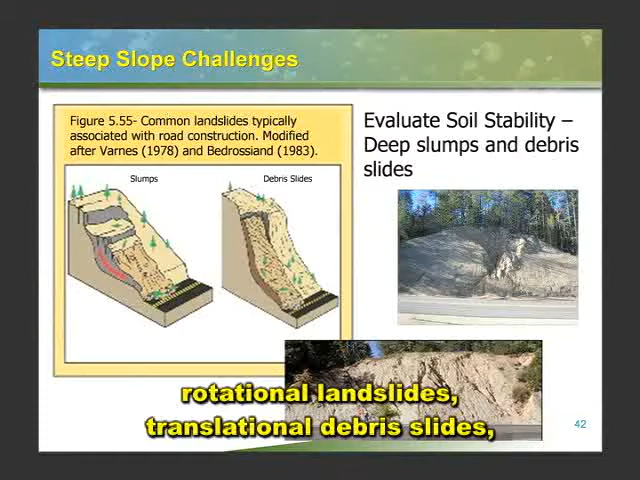 Steep Slope Challenges
Figure 5.55- Common landslides typically
associated with road construction. Modified
after Varnes (1978) and Bedrossiand (1983).
Slumps
Debris Slides
Evaluate Soil Stability –
Deep slumps and debris
slides
rotational landslides,
translational debris slides,
42